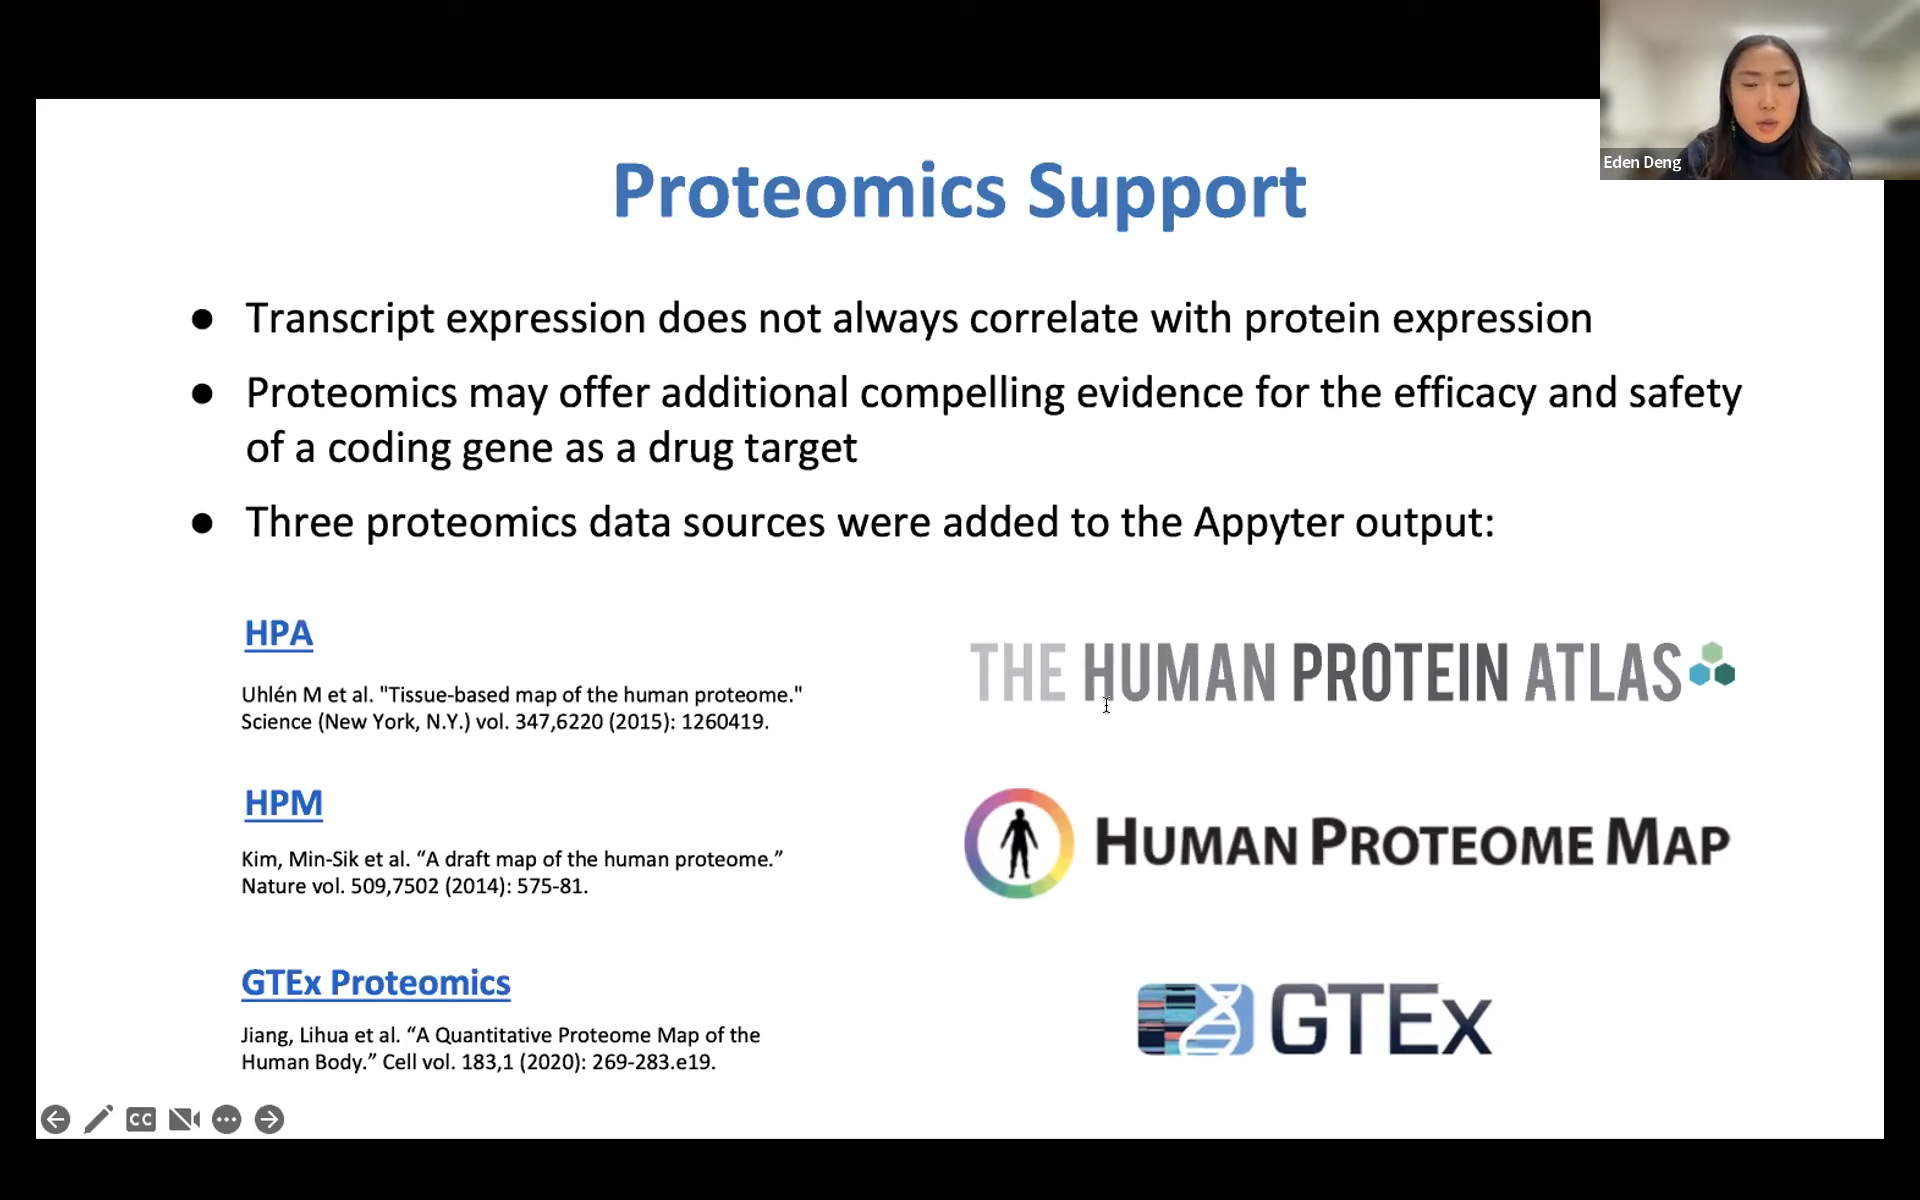 Eden Deng
Proteomics Support
● Transcript expression does not always correlate with protein expression
● Proteomics may offer additional compelling evidence for the efficacy and safety
of a coding gene as a drug target
● Three proteomics data sources were added to the Appyter output:
HPA
Uhlén M et al. "Tissue-based map of the human proteome."
Science (New York, N.Y.) vol. 347,6220 (2015): 1260419.
THE HUMAN PROTEIN ATLAS
HPM
Kim, Min-Sik et al. “A draft map of the human proteome.”
Nature vol. 509,7502 (2014): 575-81.
HUMAN PROTEOME MAP
GTEx Proteomics
Jiang, Lihua et al. “A Quantitative Proteome Map of the
Human Body.” Cell vol. 183,1 (2020): 269-283.e19.
GTEx
CC